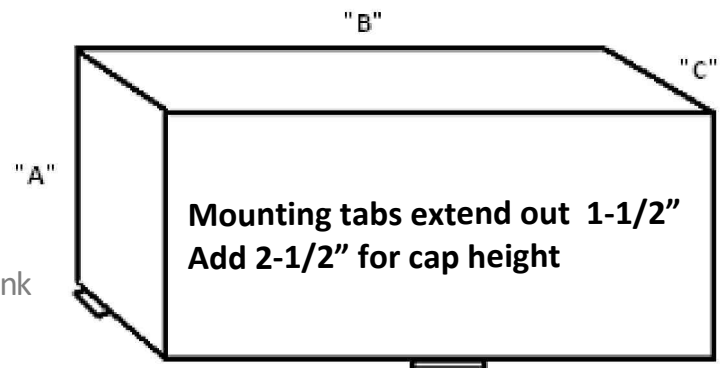 "B"
"C"
"A"
Mounting tabs extend out 1-1/2”
Add 2-1/2” for cap height
nk